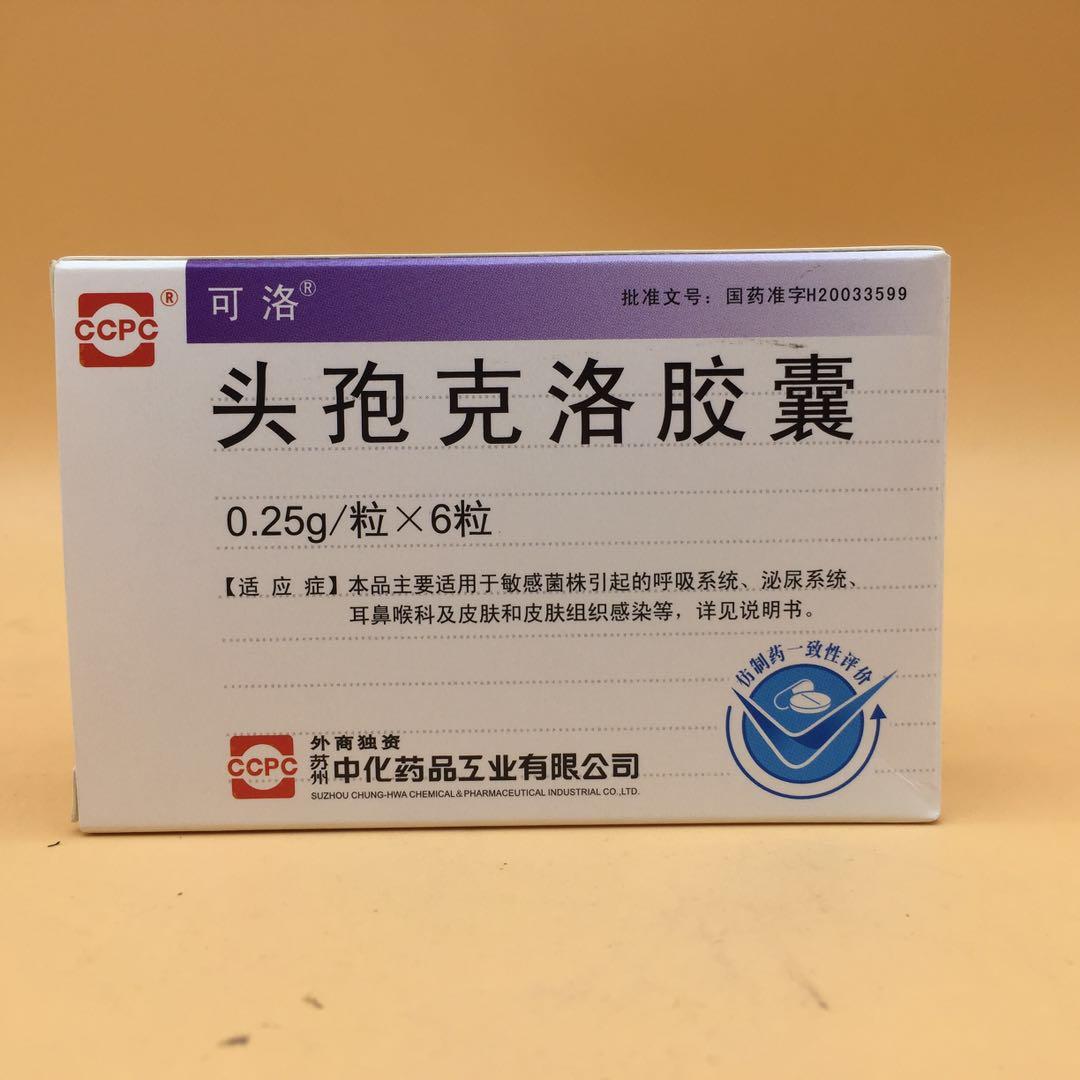 CCPC®
可洛®
批准文号：国药准字H20033599
头孢克洛胶囊
0.25g/粒×6粒
【适应症】本品主要适用于敏感菌株引起的呼吸系统、泌尿系统、
耳鼻喉科及皮肤和皮肤组织感染等，详见说明书。
仿制药一致性评价
CCPC
外商独资
苏州中化药品工业有限公司
SUZHOU CHUNG-HWA CHEMICAL & PHARMACEUTICAL INDUSTRIAL CO.,LTD.